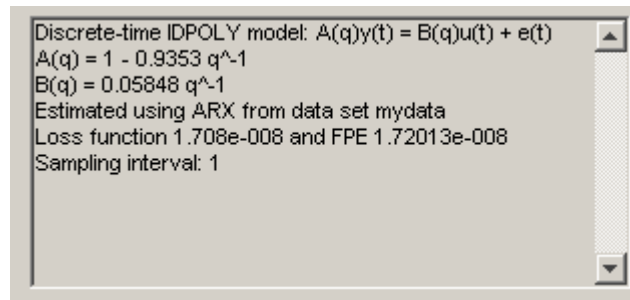 Discrete-time IDPOLY model: A(q)y(t) = B(q)u(t) + e(t)
A(q) = 1 - 0.9353 q^-1
B(q) = 0.05848 q^-1
Estimated using ARX from data set mydata
Loss function 1.708e-008 and FPE 1.72013e-008
Sampling interval: 1